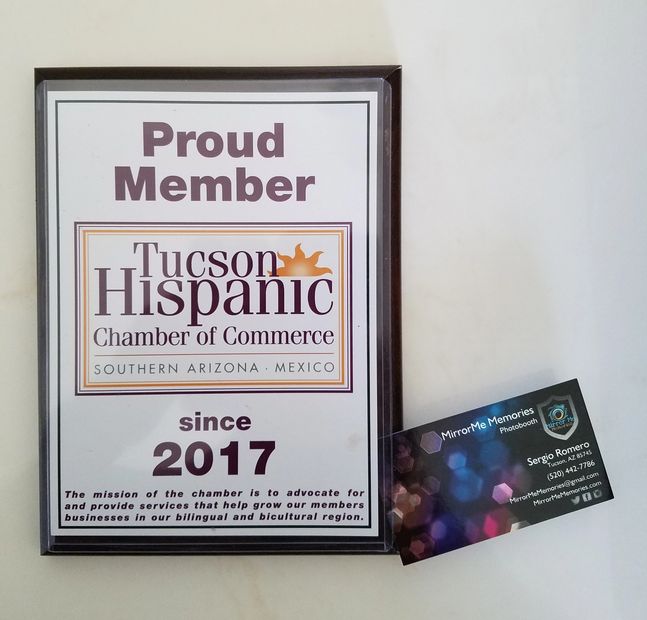 Proud
Member
Tucson
Hispanic
Chamber of Commerce
SOUTHERN ARIZONA · MEXICO
since
2017
The mission of the chamber is to advocate for
and provide services that help grow our members
businesses in our bilingual and bicultural region.
MirrorMe Memories
Photobooth
Sergio Romero
Tucson, AZ 85745
(520) 442-7786
MirrorMeMemories@gmail.com
MirrorMeMemories.com
Mirror Me